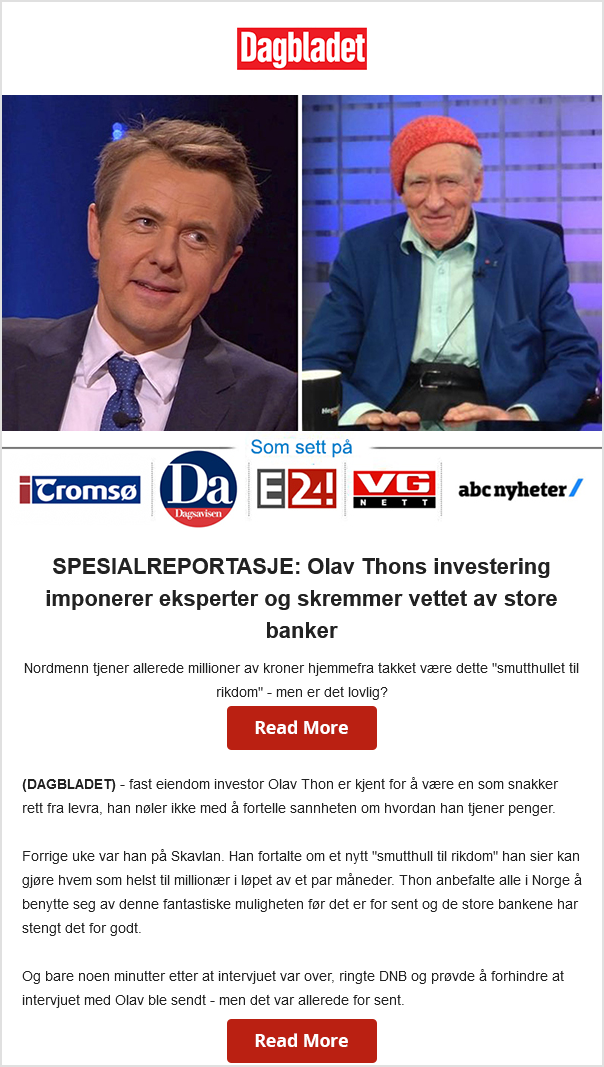 Dagbladet
Neg
Som sett på
iTromsø
Da
Dagsavisen
E24!
VG
NETT
abc nyheter/
SPESIALREPORTASJE: Olav Thons investering
imponerer eksperter og skremmer vettet av store
banker
Nordmenn tjener allerede millioner av kroner hjemmefra takket være dette "smutthullet til
rikdom" - men er det lovlig?
Read More
(DAGBLADET) - fast eiendom investor Olav Thon er kjent for å være en som snakker
rett fra levra, han nøler ikke med å fortelle sannheten om hvordan han tjener penger.
Forrige uke var han på Skavlan. Han fortalte om et nytt "smutthull til rikdom" han sier kan
gjøre hvem som helst til millionær i løpet av et par måneder. Thon anbefalte alle i Norge å
benytte seg av denne fantastiske muligheten før det er for sent og de store bankene har
stengt det for godt.
Og bare noen minutter etter at intervjuet var over, ringte DNB og prøvde å forhindre at
intervjuet med Olav ble sendt - men det var allerede for sent.
Read More